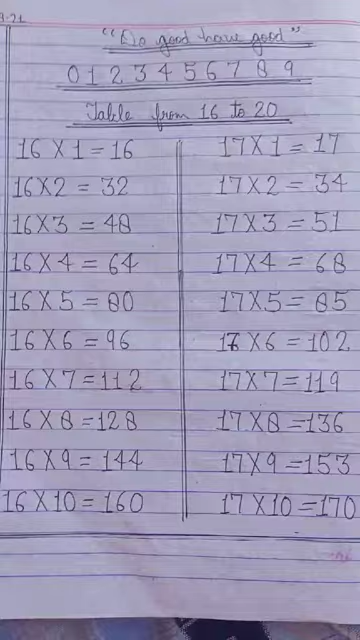 "Do good have good"
0 1 2 3 4 5 6 7 8 9
Table from 16 to 20
16 X 1 = 16
16 X 2 = 32
16 X 3 = 48
16 X 4 = 64
16 X 5 = 80
16 X 6 = 96
16 X 7 = 112
16 X 8 = 128
16 X 9 = 144
16 X 10 = 160
17 X 1 = 17
17 X 2 = 34
17 X 3 = 51
17 X 4 = 68
17 X 5 = 85
17 X 6 = 102
17 X 7 = 119
17 X 8 = 136
17 X 9 = 153
17 X 10 = 170